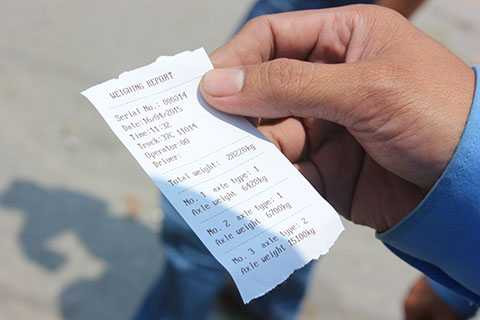 WEIGHING REPORT
Serial No.: 000014
Date:16/04/2015
Time:11:32
Operator:00
Driver:
Total weight:
No. 1 axle type: 1
Axle weight 6420kg
No. 2 axle type: 1
Axle weight 6700kg
No. 3 axle type: 2
Axle weight 15100kg